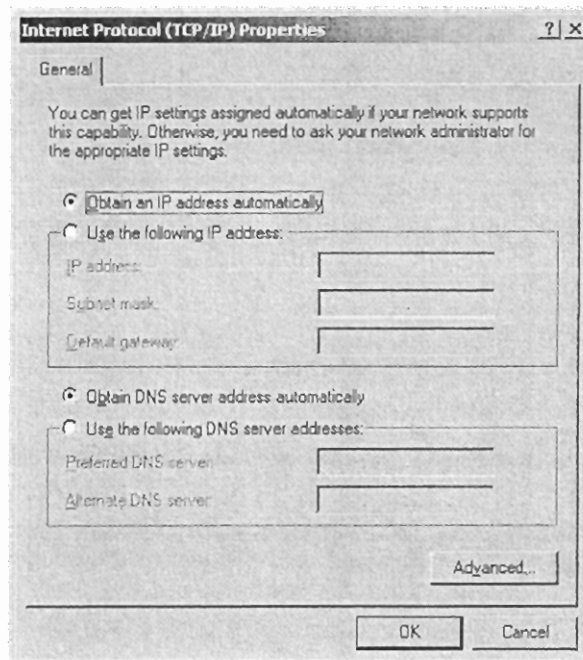 Internet Protocol (TCP/IP) Properties ? ×
General
You can get IP settings assigned automatically if your network supports
this capability. Otherwise, you need to ask your network administrator for
the appropriate IP settings.
Obtain an IP address automatically
Use the following IP address:
IP address:
Subnet mask:
Default gateway:
Obtain DNS server address automatically
Use the following DNS server addresses:
Preferred DNS server:
Alternate DNS server:
Advanced...
OK Cancel